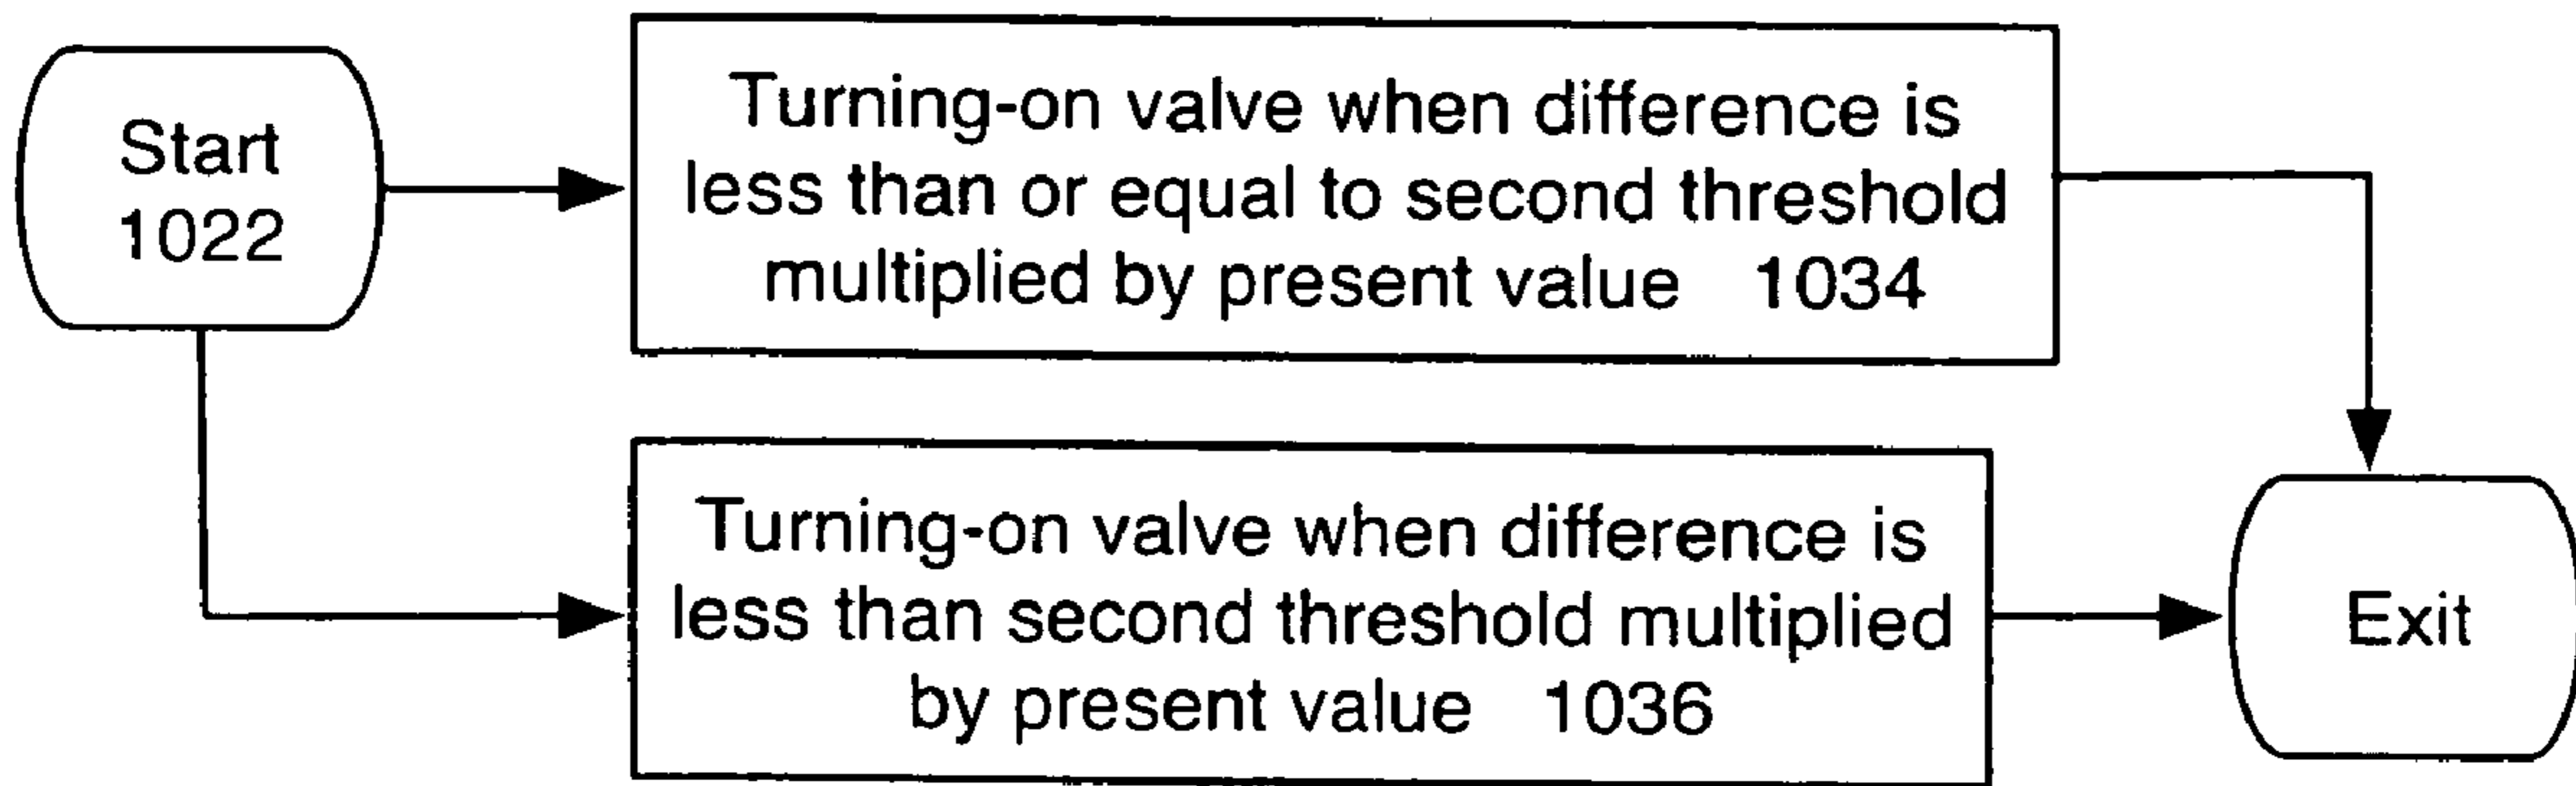 Start
1022
Turning-on valve when difference is
less than or equal to second threshold
multiplied by present value 1034
Turning-on valve when difference is
less than second threshold multiplied
by present value 1036
Exit